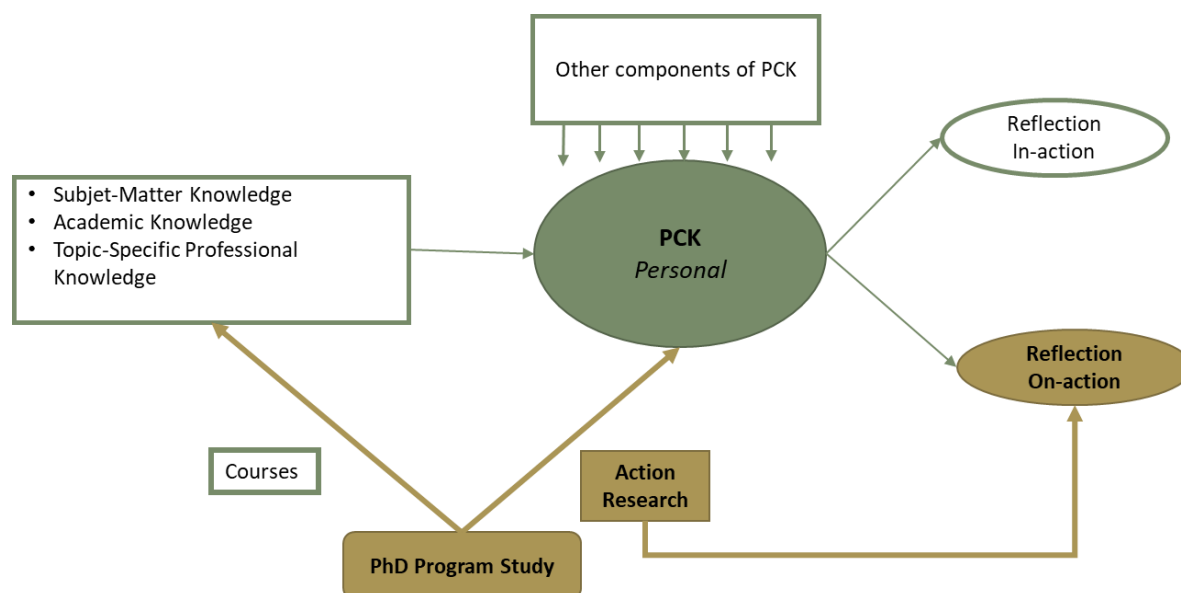 Other components of PCK
Reflection
In-action
• Subjet-Matter Knowledge
• Academic Knowledge
• Topic-Specific Professional
Knowledge
PCK
Personal
Reflection
On-action
Courses
Action
Research
PhD Program Study